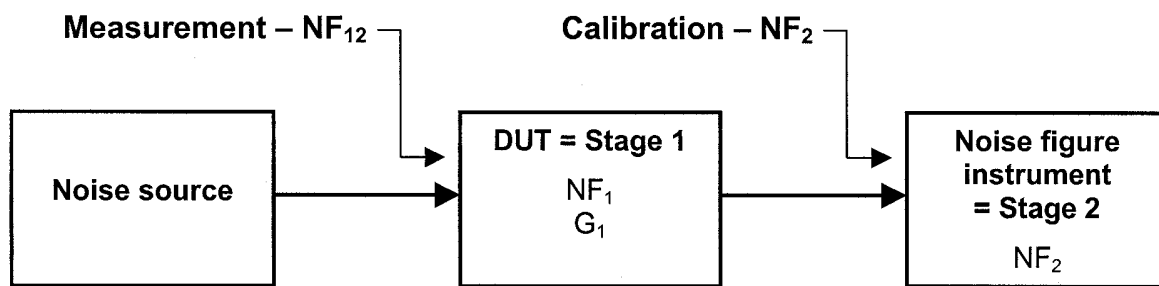 Measurement – NF₁₂
Calibration – NF₂
Noise source
DUT = Stage 1
NF₁
G₁
Noise figure
instrument
= Stage 2
NF₂